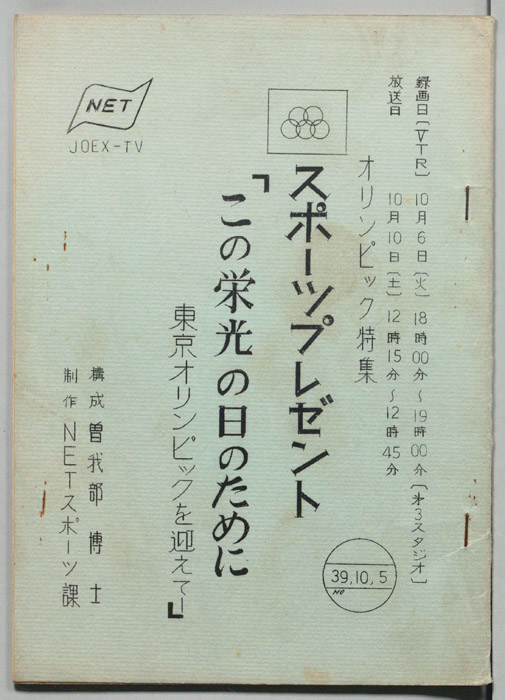 録画日〔VTR〕 10月6日〔火〕 18時00分～19時00分〔オ3スタジオ〕
放送日 10月10日〔土〕 12時15分～12時45分
オリンピック特集
スポーツプレゼント
「この栄光の日のために
東京オリンピックを迎えて―」
構成 曽我部 博士
制作 NETスポーツ課
NET
JOEX-TV
39,10,5
NO